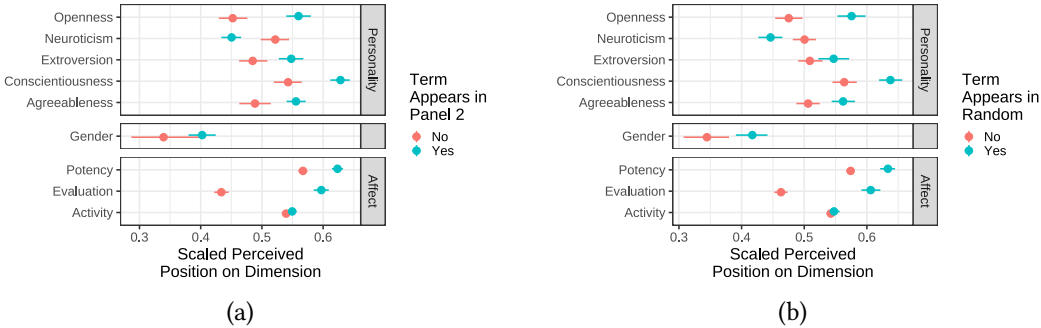 Openness
Neuroticism
Extroversion
Conscientiousness
Agreeableness
Personality
Gender
Potency
Evaluation
Activity
Affect
0.3 0.4 0.5 0.6
Scaled Perceived
Position on Dimension
Term
Appears in
Panel 2
No
Yes
(a)
Openness
Neuroticism
Extroversion
Conscientiousness
Agreeableness
Personality
Gender
Potency
Evaluation
Activity
Affect
0.3 0.4 0.5 0.6
Scaled Perceived
Position on Dimension
Term
Appears in
Random
No
Yes
(b)